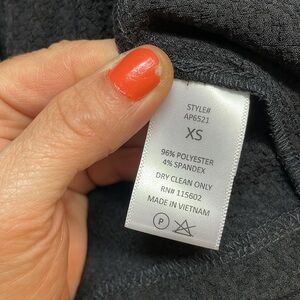 STYLE#
AP6521
XS
96% POLYESTER
4% SPANDEX
DRY CLEAN ONLY
RN# 115602
MADE IN VIETNAM
P